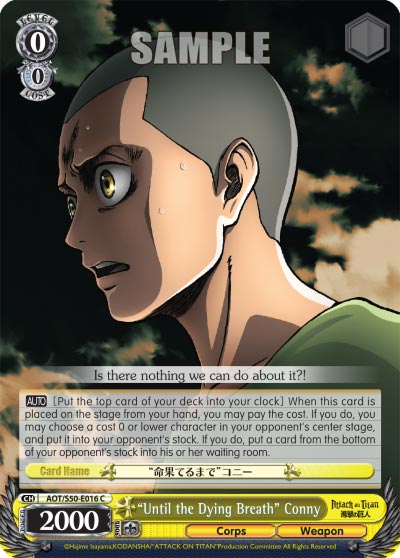 LEVEL
0
0
COST
SAMPLE
Is there nothing we can do about it?!
AUTO [Put the top card of your deck into your clock] When this card is
placed on the stage from your hand, you may pay the cost. If you do, you
may choose a cost 0 or lower character in your opponent's center stage,
and put it into your opponent's stock. If you do, put a card from the bottom
of your opponent's stock into his or her waiting room.
Card Name
“命果てるまで”コニー
CH AOT/S50-E016 C
2000
“Until the Dying Breath” Conny
Attack on Titan
進撃の巨人
Corps
Weapon
©Hajime Isayama,KODANSHA/"ATTACK ON TITAN"Production Committee All Rights Reserved